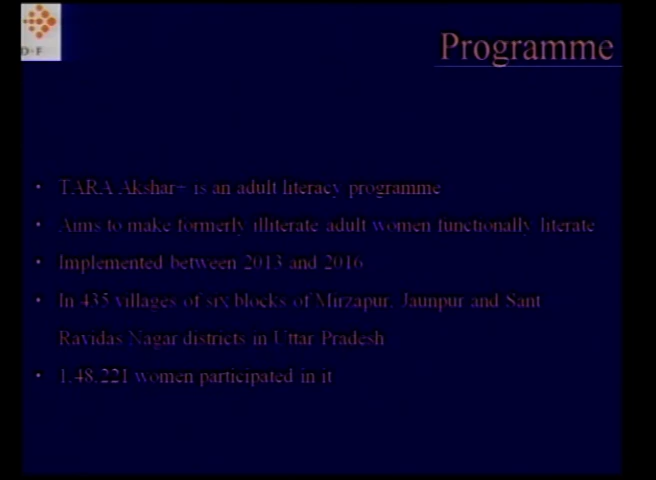 D-F
Programme
• TARA Akshar+ is an adult literacy programme
• Aims to make formerly illiterate adult women functionally literate
• Implemented between 2013 and 2016
• In 435 villages of six blocks of Mirzapur, Jaunpur and Sant
Ravidas Nagar districts in Uttar Pradesh
• 1,48,221 women participated in it